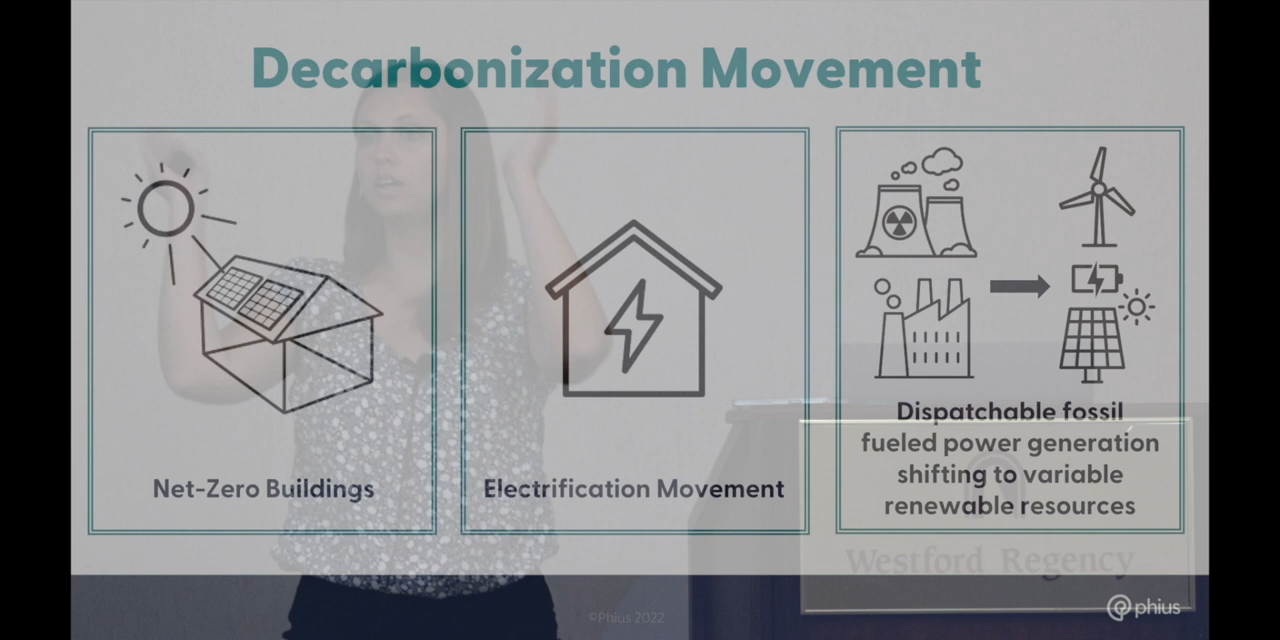 Decarbonization Movement
Net-Zero Buildings
Electrification Movement
Dispatchable fossil
fueled power generation
shifting to variable
renewable resources
Westford Regency
©Phius 2022
phius